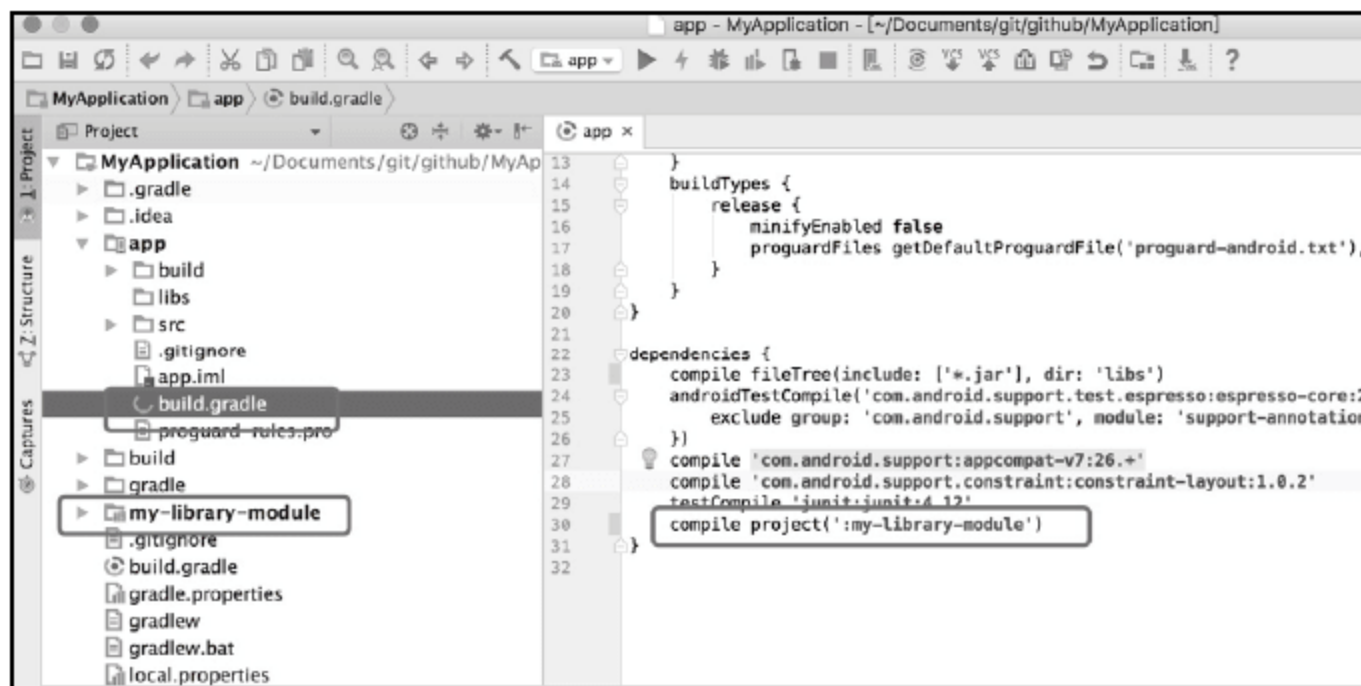 app - MyApplication - [~/Documents/git/github/MyApplication]
app
MyApplication
app
build.gradle
1: Project
Z: Structure
Captures
Project
MyApplication ~/Documents/git/github/MyAp
.gradle
.idea
app
build
libs
src
.gitignore
app.iml
build.gradle
proguard-rules.pro
build
gradle
my-library-module
.gitignore
build.gradle
gradle.properties
gradlew
gradlew.bat
local.properties
app ×
13 }
14 buildTypes {
15 release {
16 minifyEnabled false
17 proguardFiles getDefaultProguardFile('proguard-android.txt'),
18 }
19 }
20 }
21
22 dependencies {
23 compile fileTree(include: ['*.jar'], dir: 'libs')
24 androidTestCompile('com.android.support.test.espresso:espresso-core:2
25 exclude group: 'com.android.support', module: 'support-annotation
26 })
27 compile 'com.android.support:appcompat-v7:26.+'
28 compile 'com.android.support.constraint:constraint-layout:1.0.2'
29 testCompile 'junit:junit:4.12'
30 compile project(':my-library-module')
31 }
32